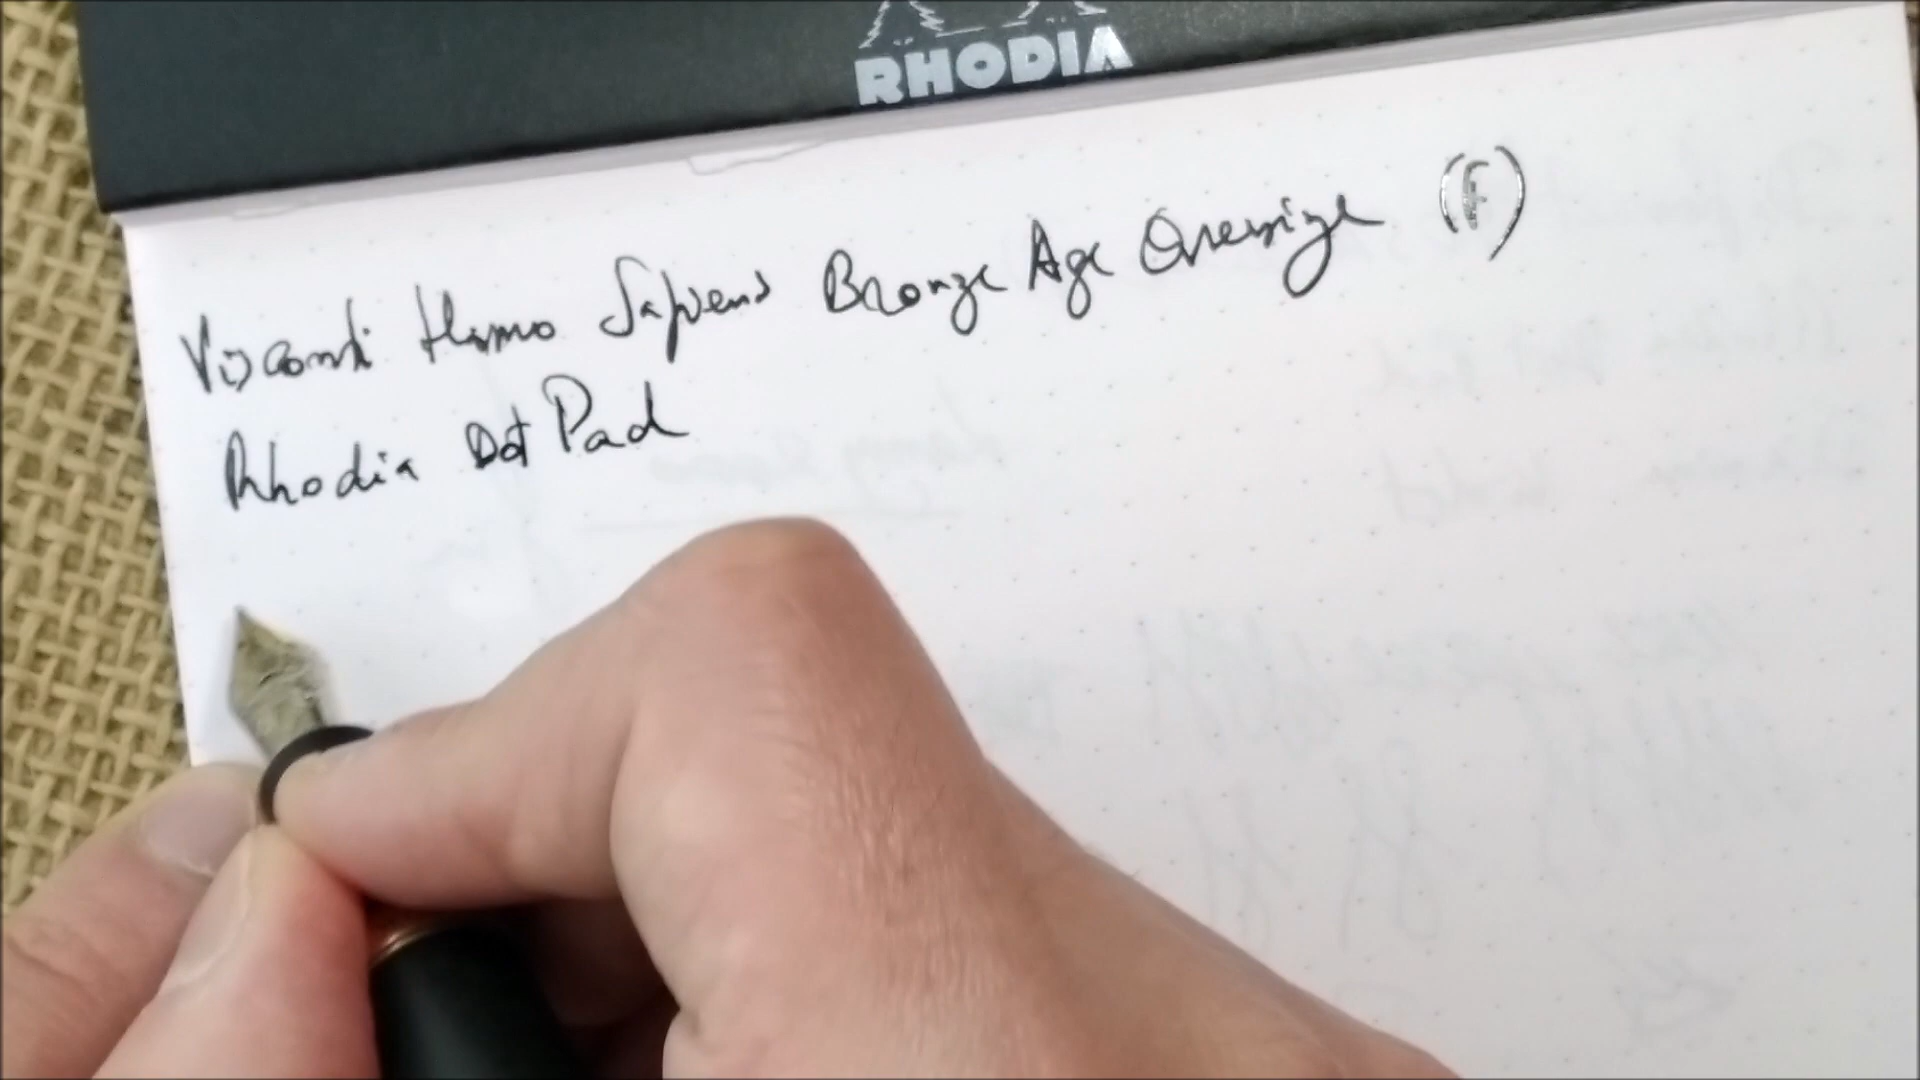 RHODIA
Visconti Homo Sapiens Bronze Age Oversize (F)
Rhodia Dot Pad